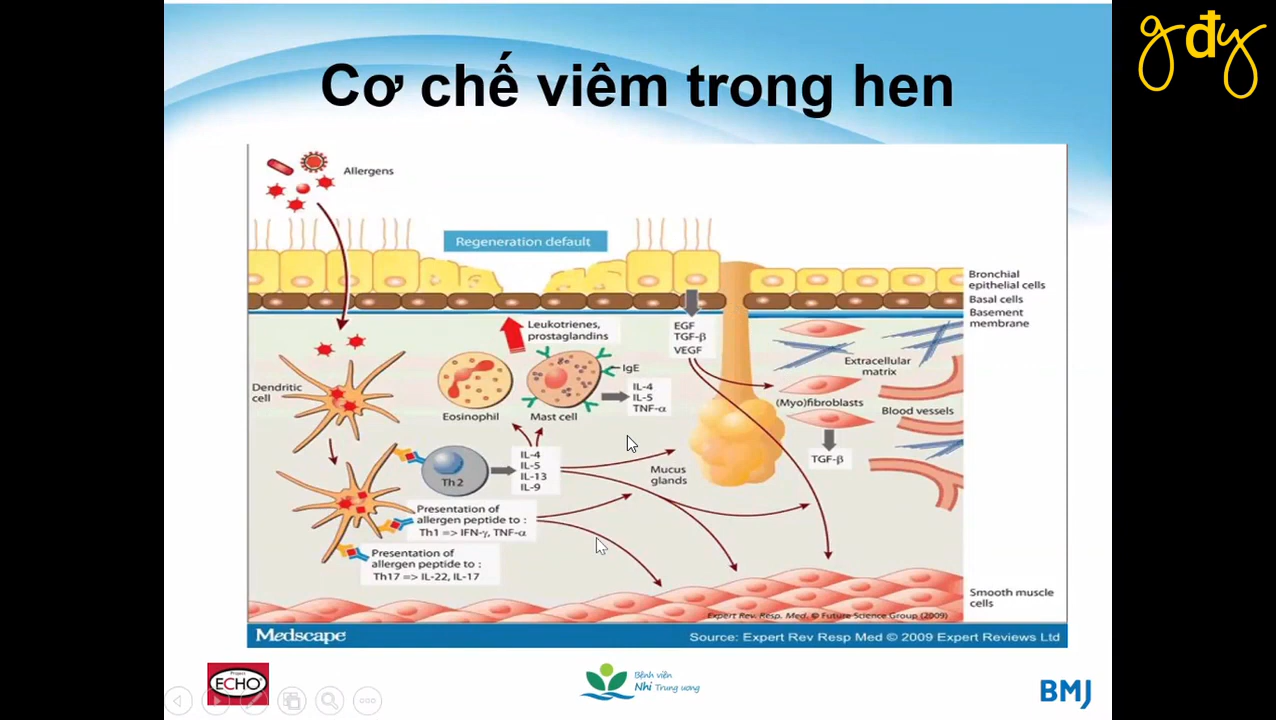 gđy
Cơ chế viêm trong hen
Allergens
Regeneration default
Bronchial
epithelial cells
Basal cells
Basement
membrane
Leukotrienes,
prostaglandins
EGF
TGF-β
VEGF
Extracellular
matrix
IgE
Dendritic
cell
IL-4
IL-5
TNF-α
(Myo)fibroblasts
Blood vessels
Eosinophil
Mast cell
TGF-β
Th2
IL-4
IL-5
IL-13
IL-9
Mucus
glands
Presentation of
allergen peptide to :
Th1 => IFN-γ, TNF-α
Presentation of
allergen peptide to :
Th17 => IL-22, IL-17
Smooth muscle
cells
Expert Rev. Resp. Med. © Future Science Group (2009)
Medscape®
Source: Expert Rev Resp Med © 2009 Expert Reviews Ltd
Project
ECHO
Bệnh viện
Nhi Trung ương
BMJ